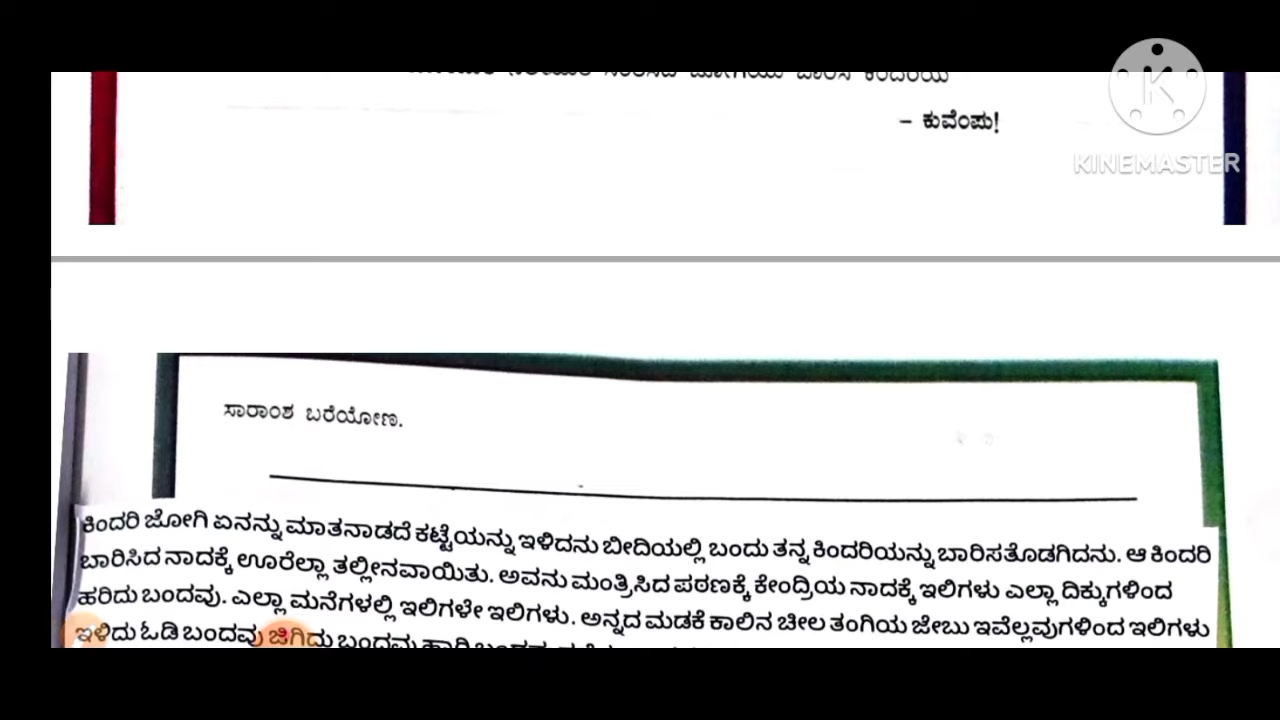 – ಕುವೆಂಪು!
KINEMASTER
ಸಾರಾಂಶ ಬರೆಯೋಣ.
ಕಿಂದರಿ ಜೋಗಿ ಏನನ್ನು ಮಾತನಾಡದೆ ಕಟ್ಟೆಯನ್ನು ಇಳಿದನು ಬೀದಿಯಲ್ಲಿ ಬಂದು ತನ್ನ ಕಿಂದರಿಯನ್ನು ಬಾರಿಸತೊಡಗಿದನು. ಆ ಕಿಂದರಿ
ಬಾರಿಸಿದ ನಾದಕ್ಕೆ ಊರೆಲ್ಲಾ ತಲ್ಲೀನವಾಯಿತು. ಅವನು ಮಂತ್ರಿಸಿದ ಪಠಣಕ್ಕೆ ಕೇಂದ್ರಿಯ ನಾದಕ್ಕೆ ಇಲಿಗಳು ಎಲ್ಲಾ ದಿಕ್ಕುಗಳಿಂದ
ಹರಿದು ಬಂದವು. ಎಲ್ಲಾ ಮನೆಗಳಲ್ಲಿ ಇಲಿಗಳೇ ಇಲಿಗಳು. ಅನ್ನದ ಮಡಕೆ ಕಾಲಿನ ಚೀಲ ತಂಗಿಯ ಜೇಬು ಇವೆಲ್ಲವುಗಳಿಂದ ಇಲಿಗಳು
ಇಳಿದು ಓಡಿ ಬಂದವು ಜಿಗಿದು